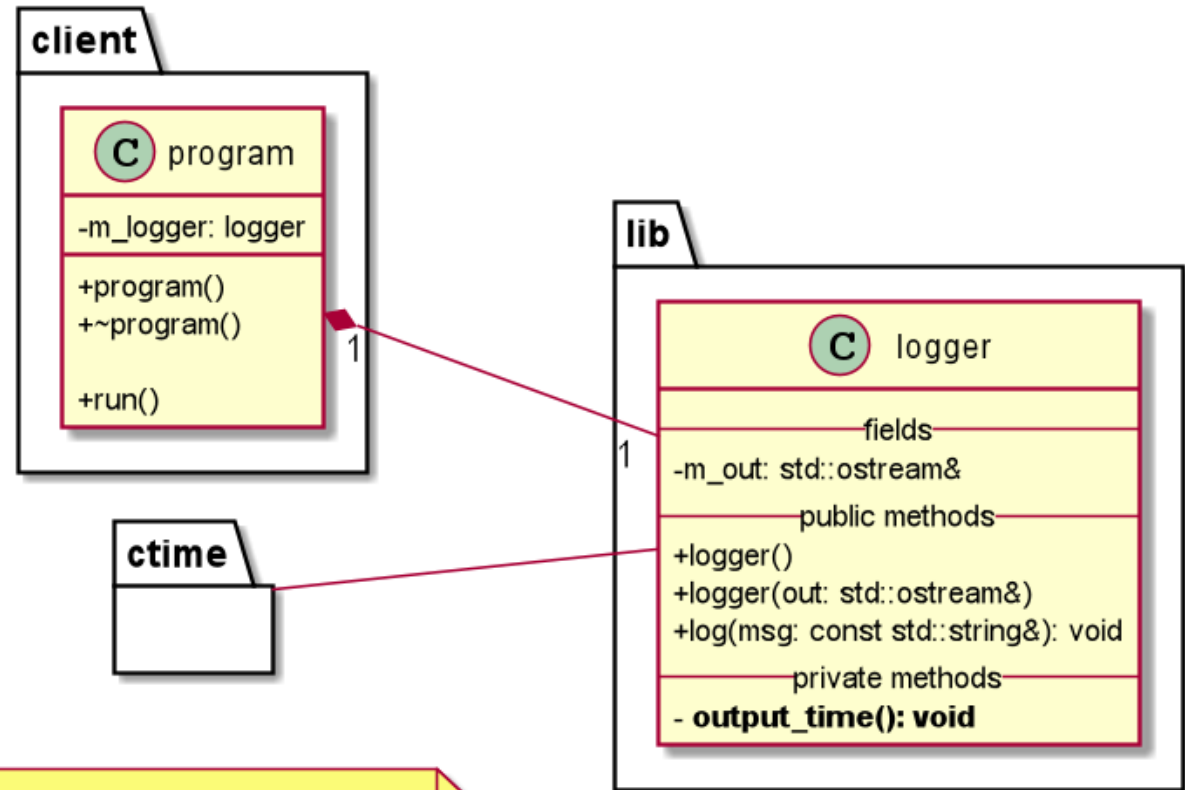 client
C program
-m_logger: logger
+program()
+~program()
+run()
1
lib
C logger
fields
1
-m_out: std::ostream&
public methods
+logger()
+logger(out: std::ostream&)
+log(msg: const std::string&): void
private methods
- output_time(): void
ctime